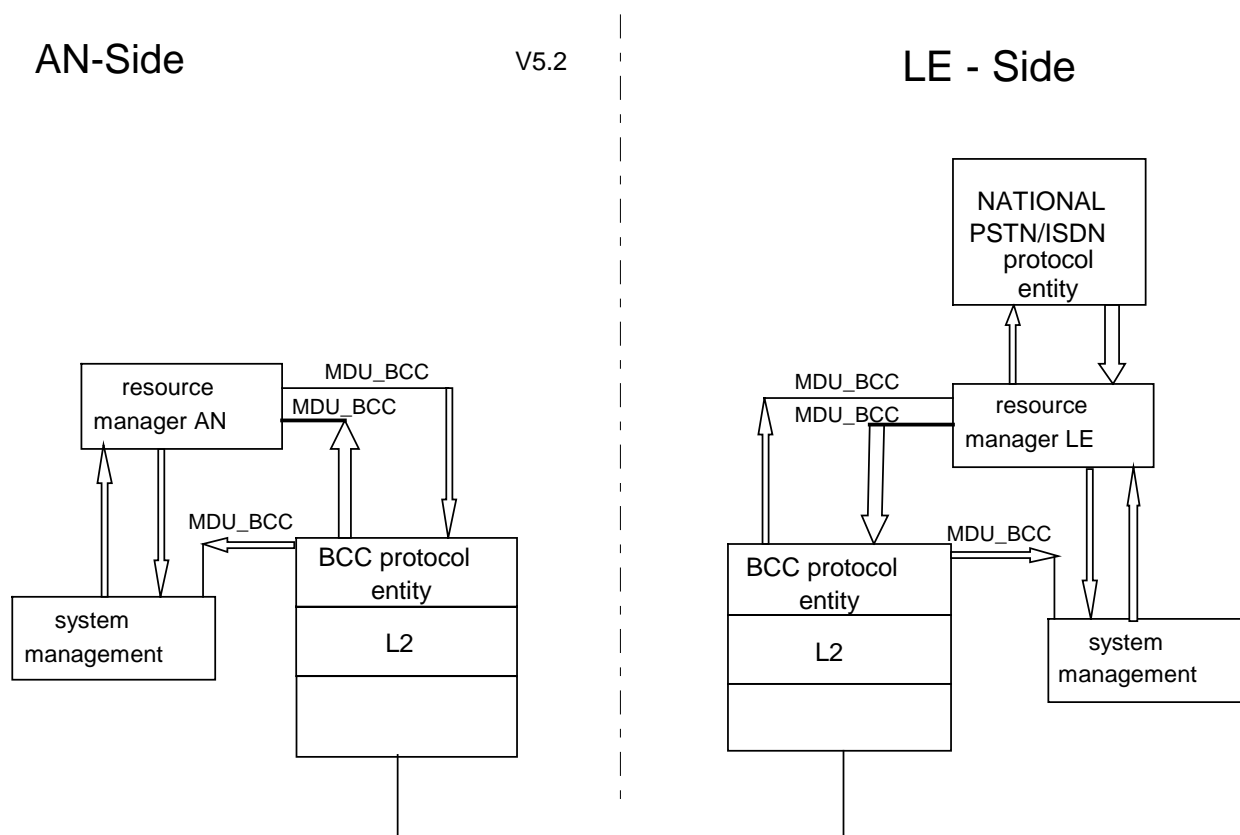 AN-Side
V5.2
LE - Side
NATIONAL
PSTN/ISDN
protocol
entity
resource
manager AN
MDU_BCC
MDU_BCC
MDU_BCC
BCC protocol
entity
L2
system
management
MDU_BCC
MDU_BCC
resource
manager LE
MDU_BCC
BCC protocol
entity
L2
system
management